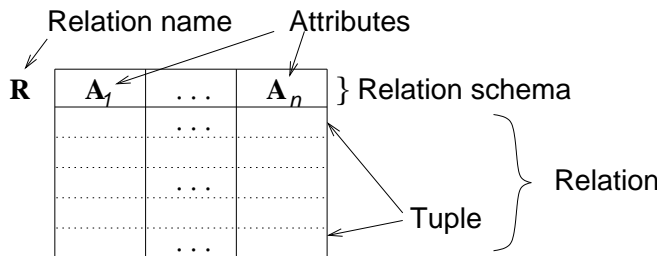 Relation name Attributes
R A1 . . . An } Relation schema
. . .
. . .
Relation
Tuple
. . .